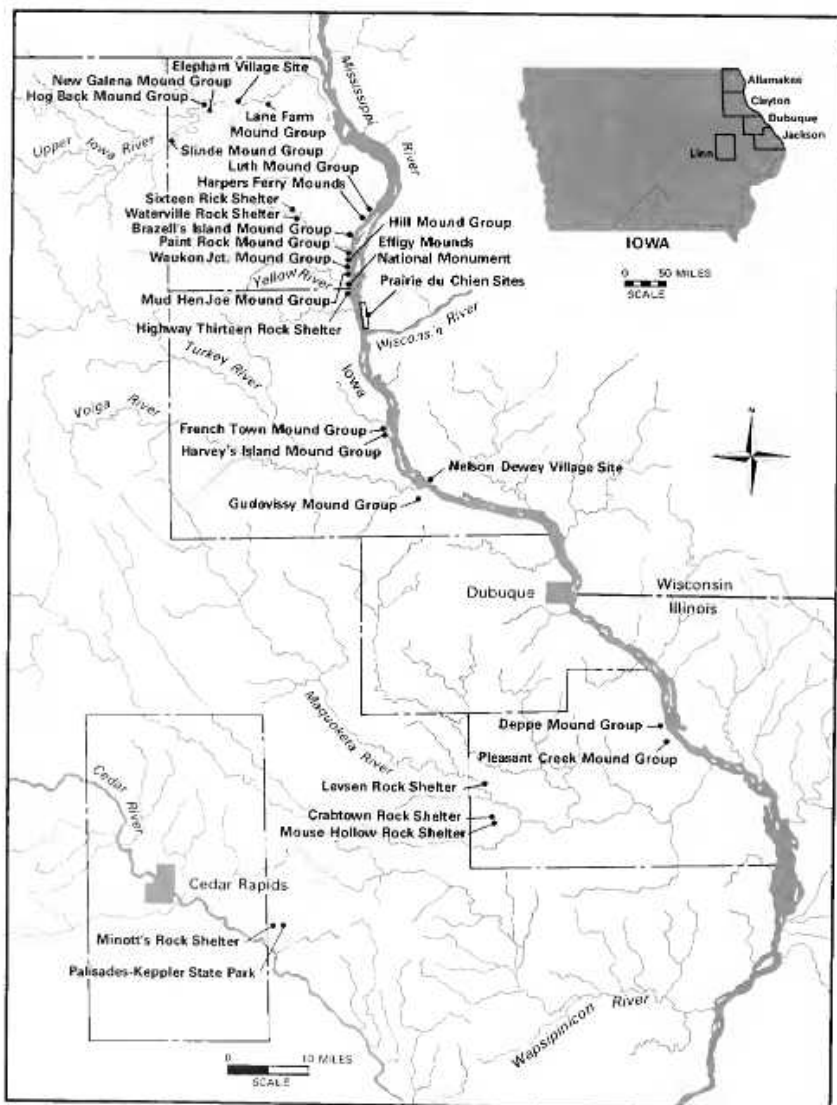 Elephant Village Site
New Galena Mound Group
Hog Back Mound Group
Lane Farm
Mound Group
Mississippi
River
Upper
Iowa River
Slinde Mound Group
Luth Mound Group
Harpers Ferry Mounds
Sixteen Rick Shelter
Waterville Rock Shelter
Brazell's Island Mound Group
Paint Rock Mound Group
Waukon Jct. Mound Group
Yellow River
Mud Hen Joe Mound Group
Highway Thirteen Rock Shelter
Hill Mound Group
Effigy Mounds
National Monument
Prairie du Chien Sites
Wiscons'n River
Allamakee
Clayton
Dubuque
Jackson
Linn
IOWA
0 50 MILES
SCALE
Turkey River
Iowa
Volga River
French Town Mound Group
Harvey's Island Mound Group
Nelson Dewey Village Site
Gudovissy Mound Group
N
Dubuque
Wisconsin
Illinois
Maquoketa River
Deppe Mound Group
Pleasant Creek Mound Group
Levsen Rock Shelter
Crabtown Rock Shelter
Mouse Hollow Rock Shelter
Cedar River
Cedar Rapids
Minott's Rock Shelter
Palisades-Keppler State Park
Wapsipinicon River
0 10 MILES
SCALE